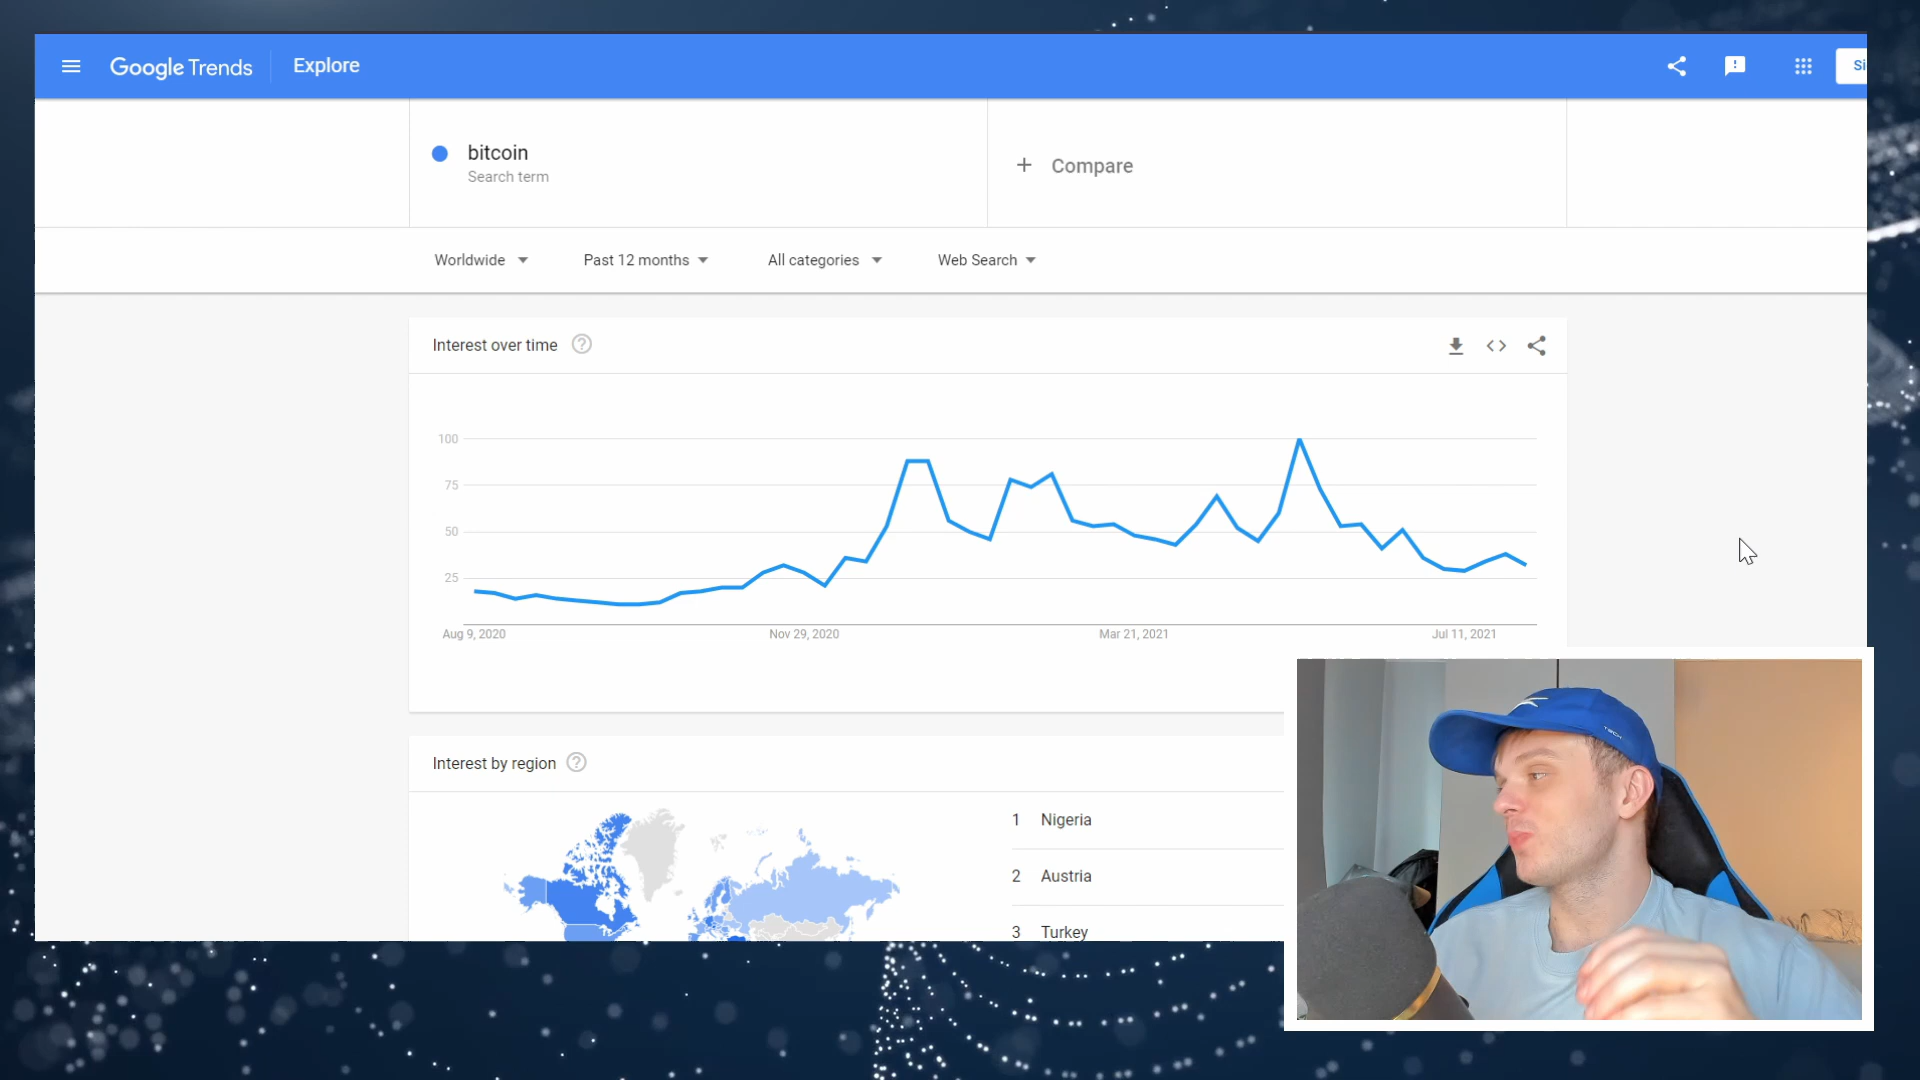 Google Trends Explore Si
bitcoin
Search term
+ Compare
Worldwide Past 12 months All categories Web Search
Interest over time ?
100
75
50
25
Aug 9, 2020 Nov 29, 2020 Mar 21, 2021 Jul 11, 2021
Interest by region ?
1 Nigeria
2 Austria
3 Turkey
TECH